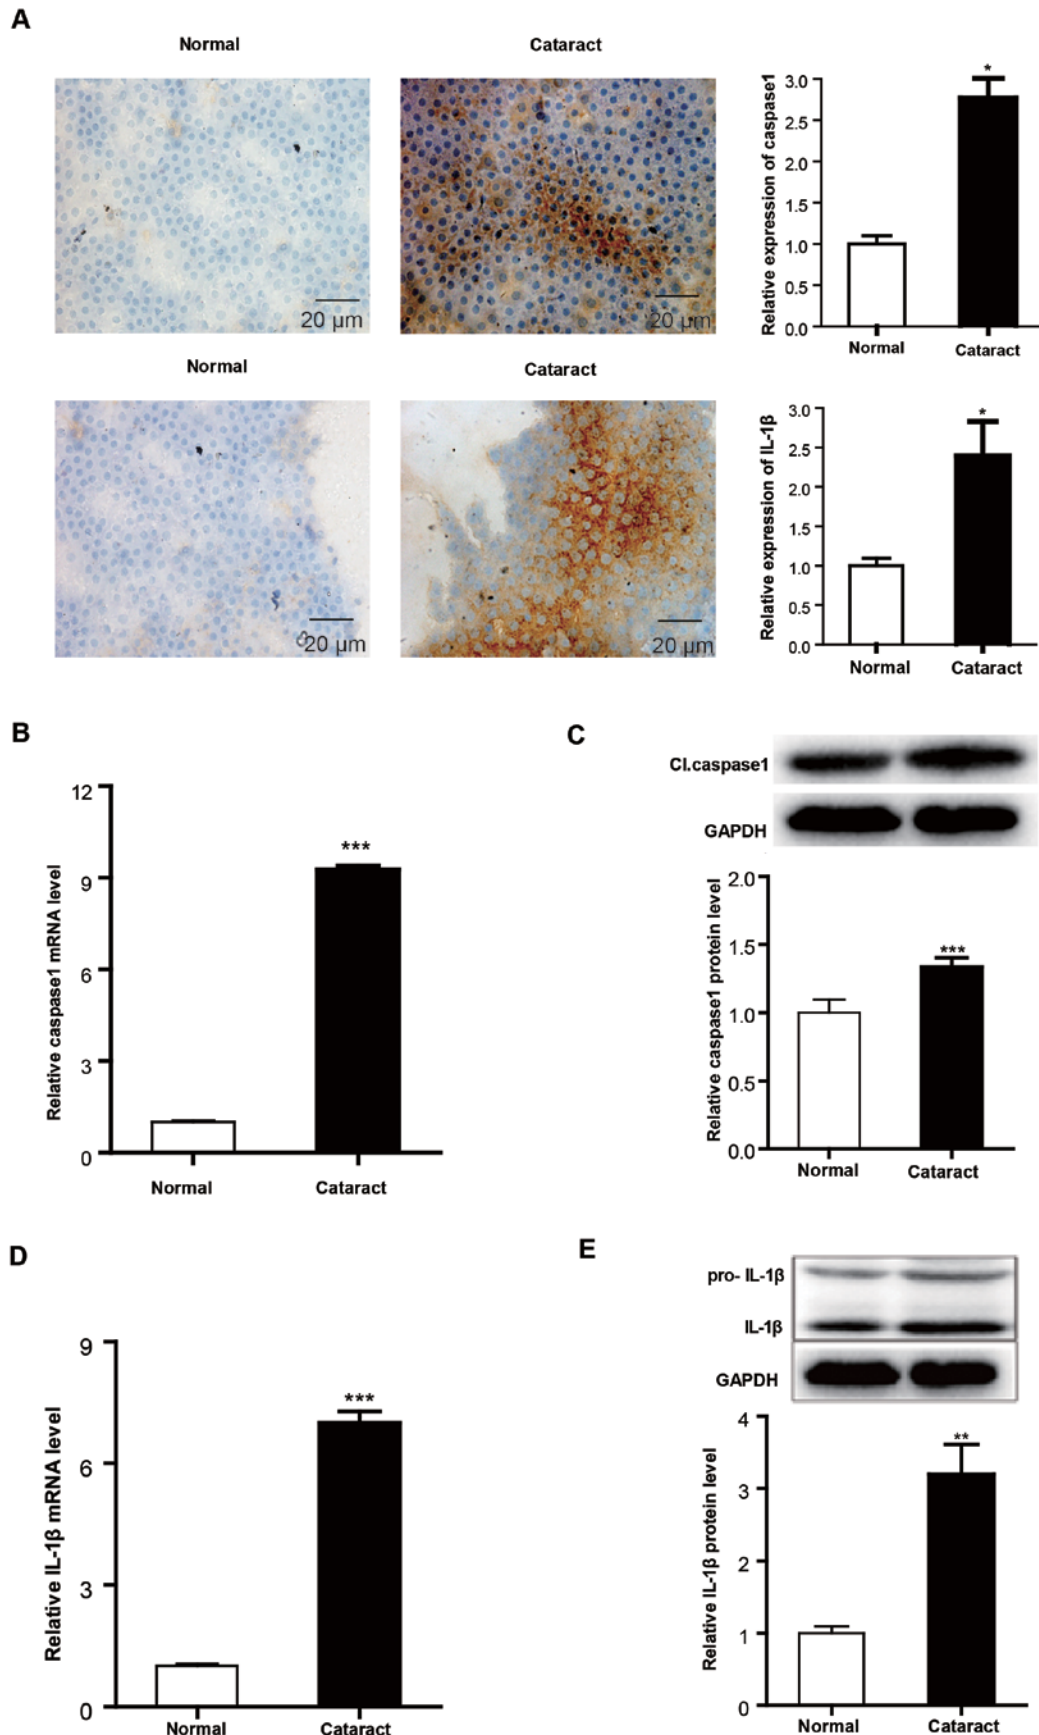 A
Normal
Cataract
20 µm
20 µm
Relative expression of caspase1
3.0
2.5
2.0
1.5
1.0
0.5
0.0
*
Normal
Cataract
Normal
Cataract
20 µm
20 µm
Relative expression of IL-1β
3.0
2.5
2.0
1.5
1.0
0.5
0.0
*
Normal
Cataract
B
Relative caspase1 mRNA level
12
9
6
3
0
***
Normal
Cataract
C
Cl.caspase1
GAPDH
Relative caspase1 protein level
2.0
1.5
1.0
0.5
0.0
***
Normal
Cataract
D
Relative IL-1β mRNA level
9
6
3
0
***
Normal
Cataract
E
pro- IL-1β
IL-1β
GAPDH
Relative IL-1β protein level
4
3
2
1
0
**
Normal
Cataract